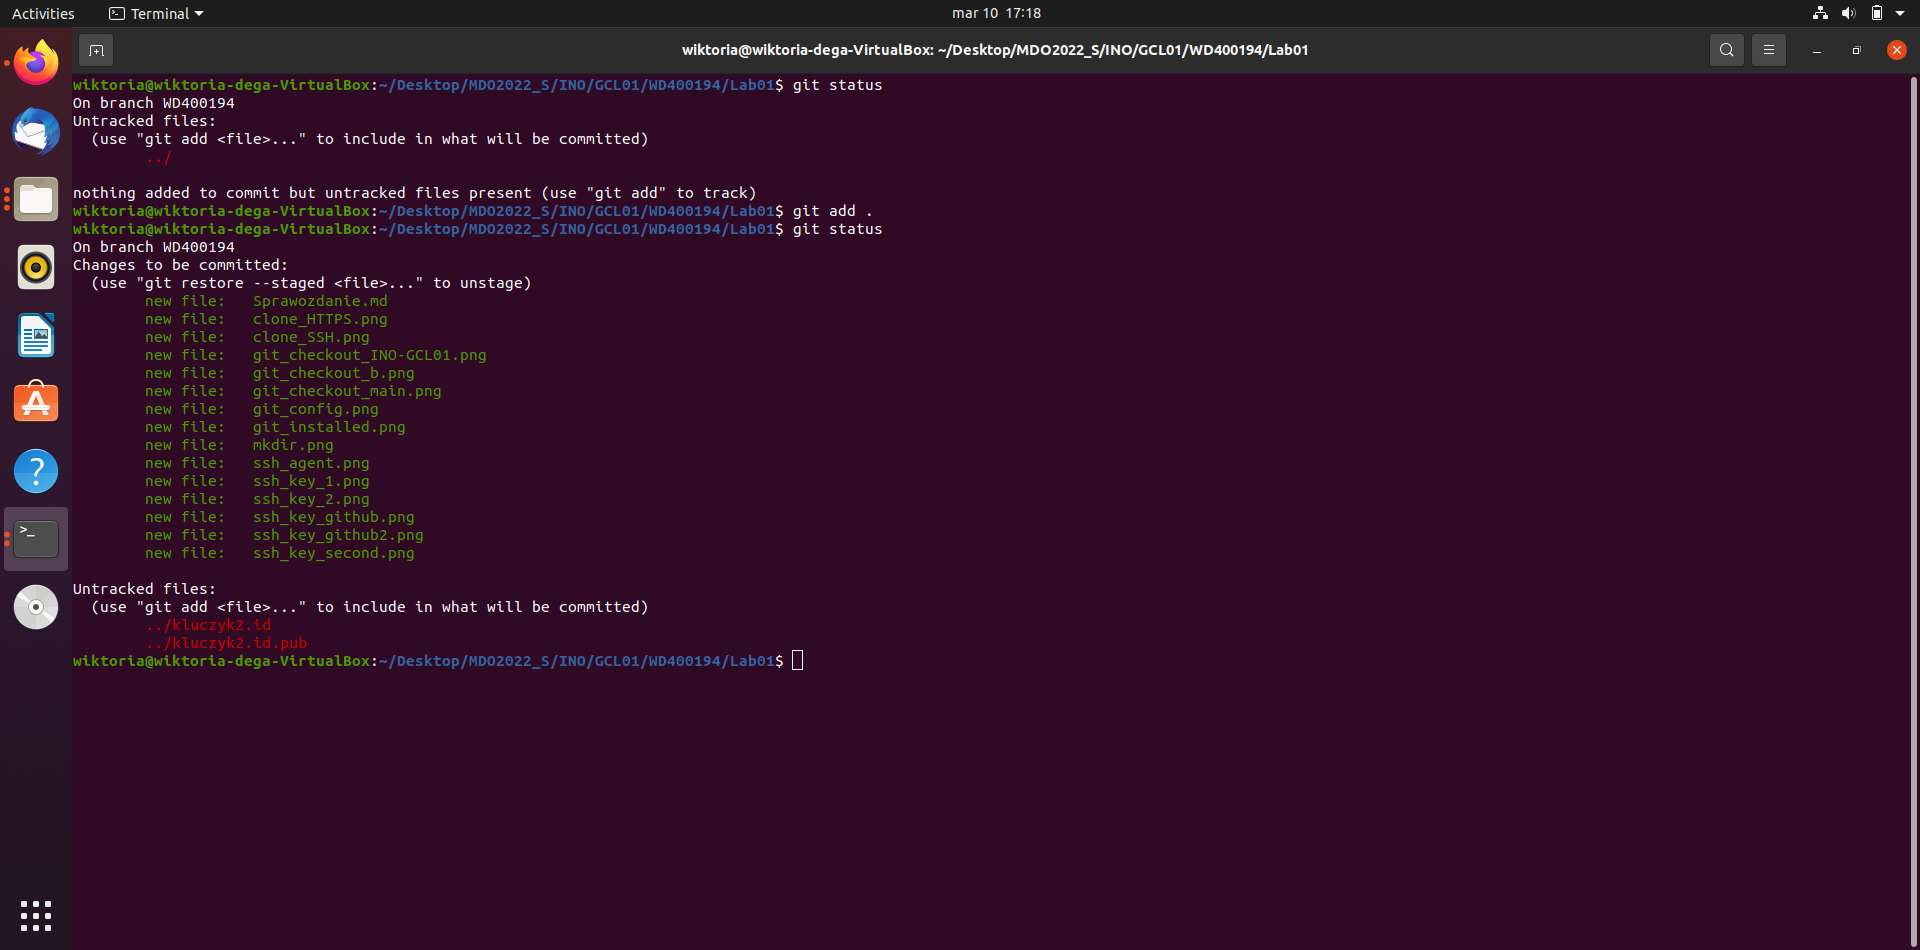 Activities
Terminal
mar 10 17:18
wiktoria@wiktoria-dega-VirtualBox: ~/Desktop/MDO2022_S/INO/GCL01/WD400194/Lab01
wiktoria@wiktoria-dega-VirtualBox:~/Desktop/MDO2022_S/INO/GCL01/WD400194/Lab01$ git status
On branch WD400194
Untracked files:
  (use "git add <file>..." to include in what will be committed)
        ../

nothing added to commit but untracked files present (use "git add" to track)
wiktoria@wiktoria-dega-VirtualBox:~/Desktop/MDO2022_S/INO/GCL01/WD400194/Lab01$ git add .
wiktoria@wiktoria-dega-VirtualBox:~/Desktop/MDO2022_S/INO/GCL01/WD400194/Lab01$ git status
On branch WD400194
Changes to be committed:
  (use "git restore --staged <file>..." to unstage)
        new file:   Sprawozdanie.md
        new file:   clone_HTTPS.png
        new file:   clone_SSH.png
        new file:   git_checkout_INO-GCL01.png
        new file:   git_checkout_b.png
        new file:   git_checkout_main.png
        new file:   git_config.png
        new file:   git_installed.png
        new file:   mkdir.png
        new file:   ssh_agent.png
        new file:   ssh_key_1.png
        new file:   ssh_key_2.png
        new file:   ssh_key_github.png
        new file:   ssh_key_github2.png
        new file:   ssh_key_second.png

Untracked files:
  (use "git add <file>..." to include in what will be committed)
        ../kluczyk2.id
        ../kluczyk2.id.pub
wiktoria@wiktoria-dega-VirtualBox:~/Desktop/MDO2022_S/INO/GCL01/WD400194/Lab01$